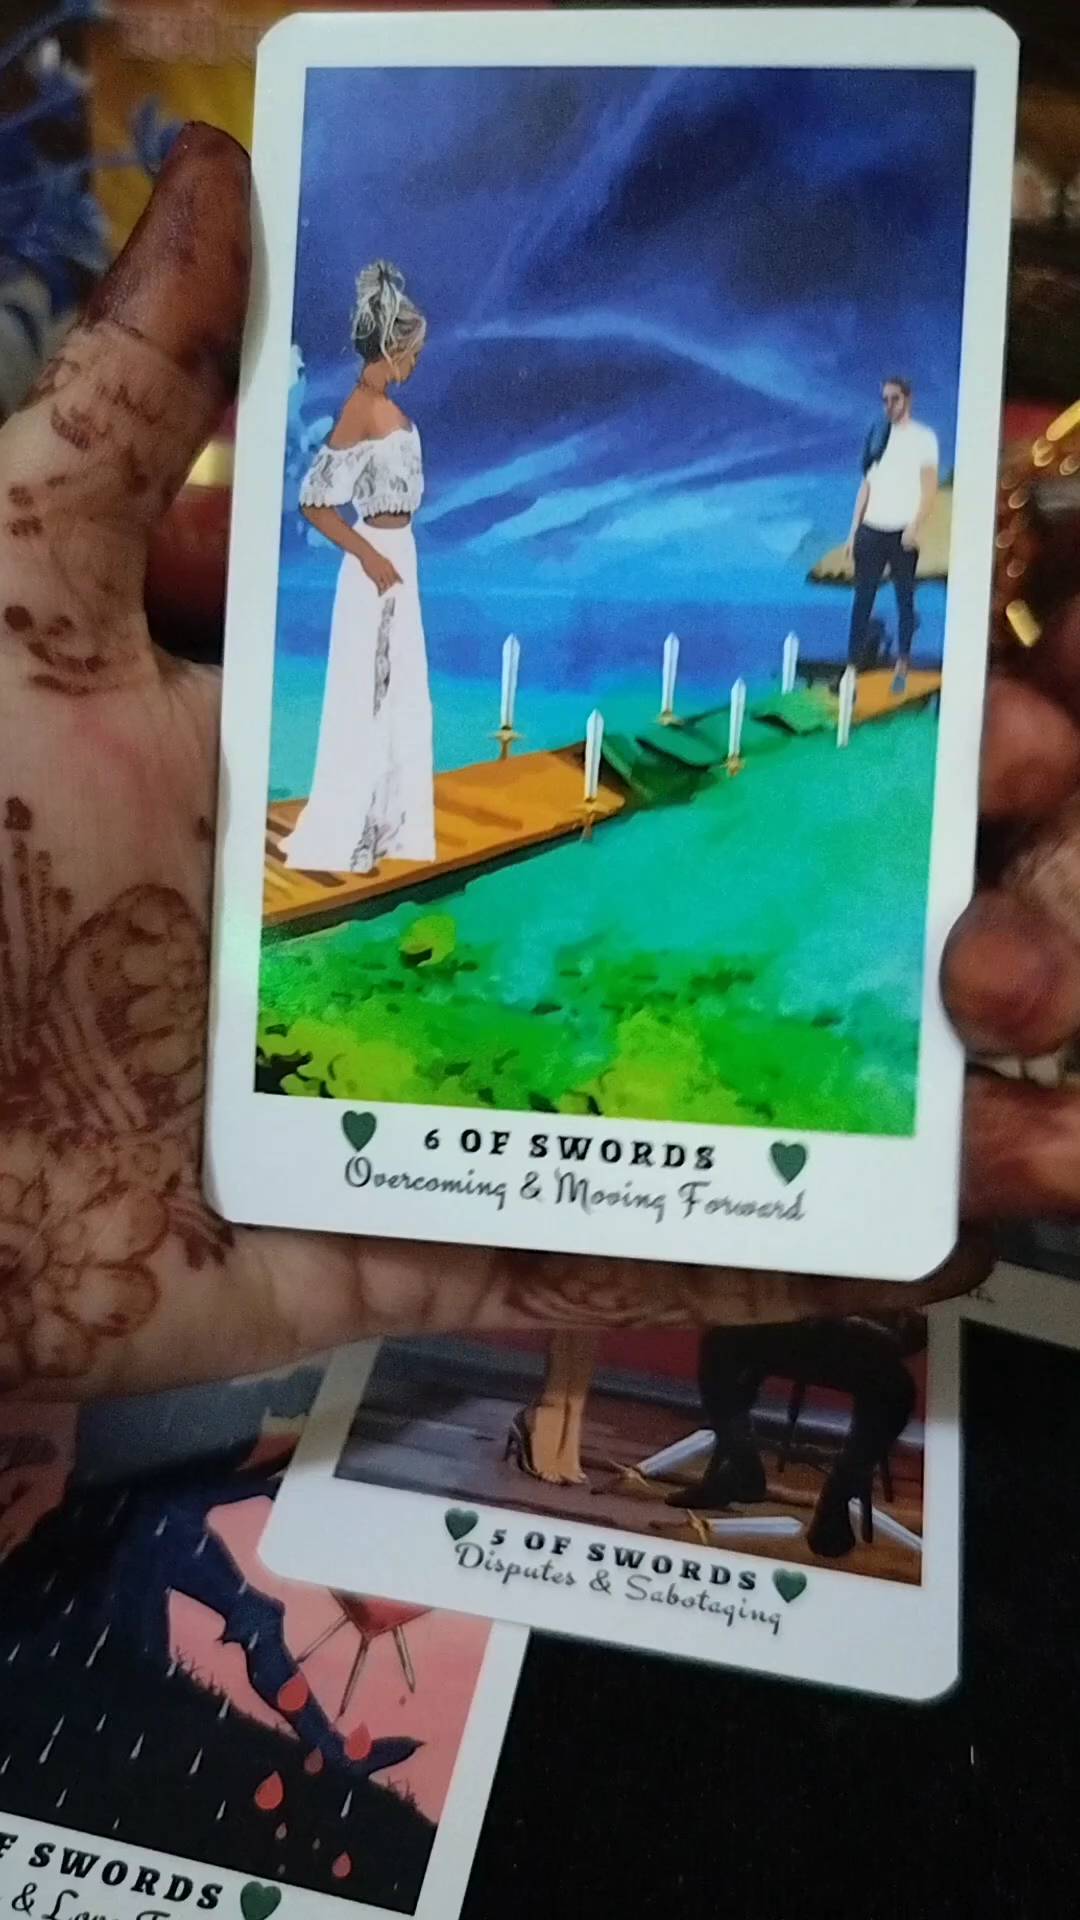 6 OF SWORDS
Overcoming & Moving Forward
5 OF SWORDS
Disputes & Sabotaging
SWORDS
&